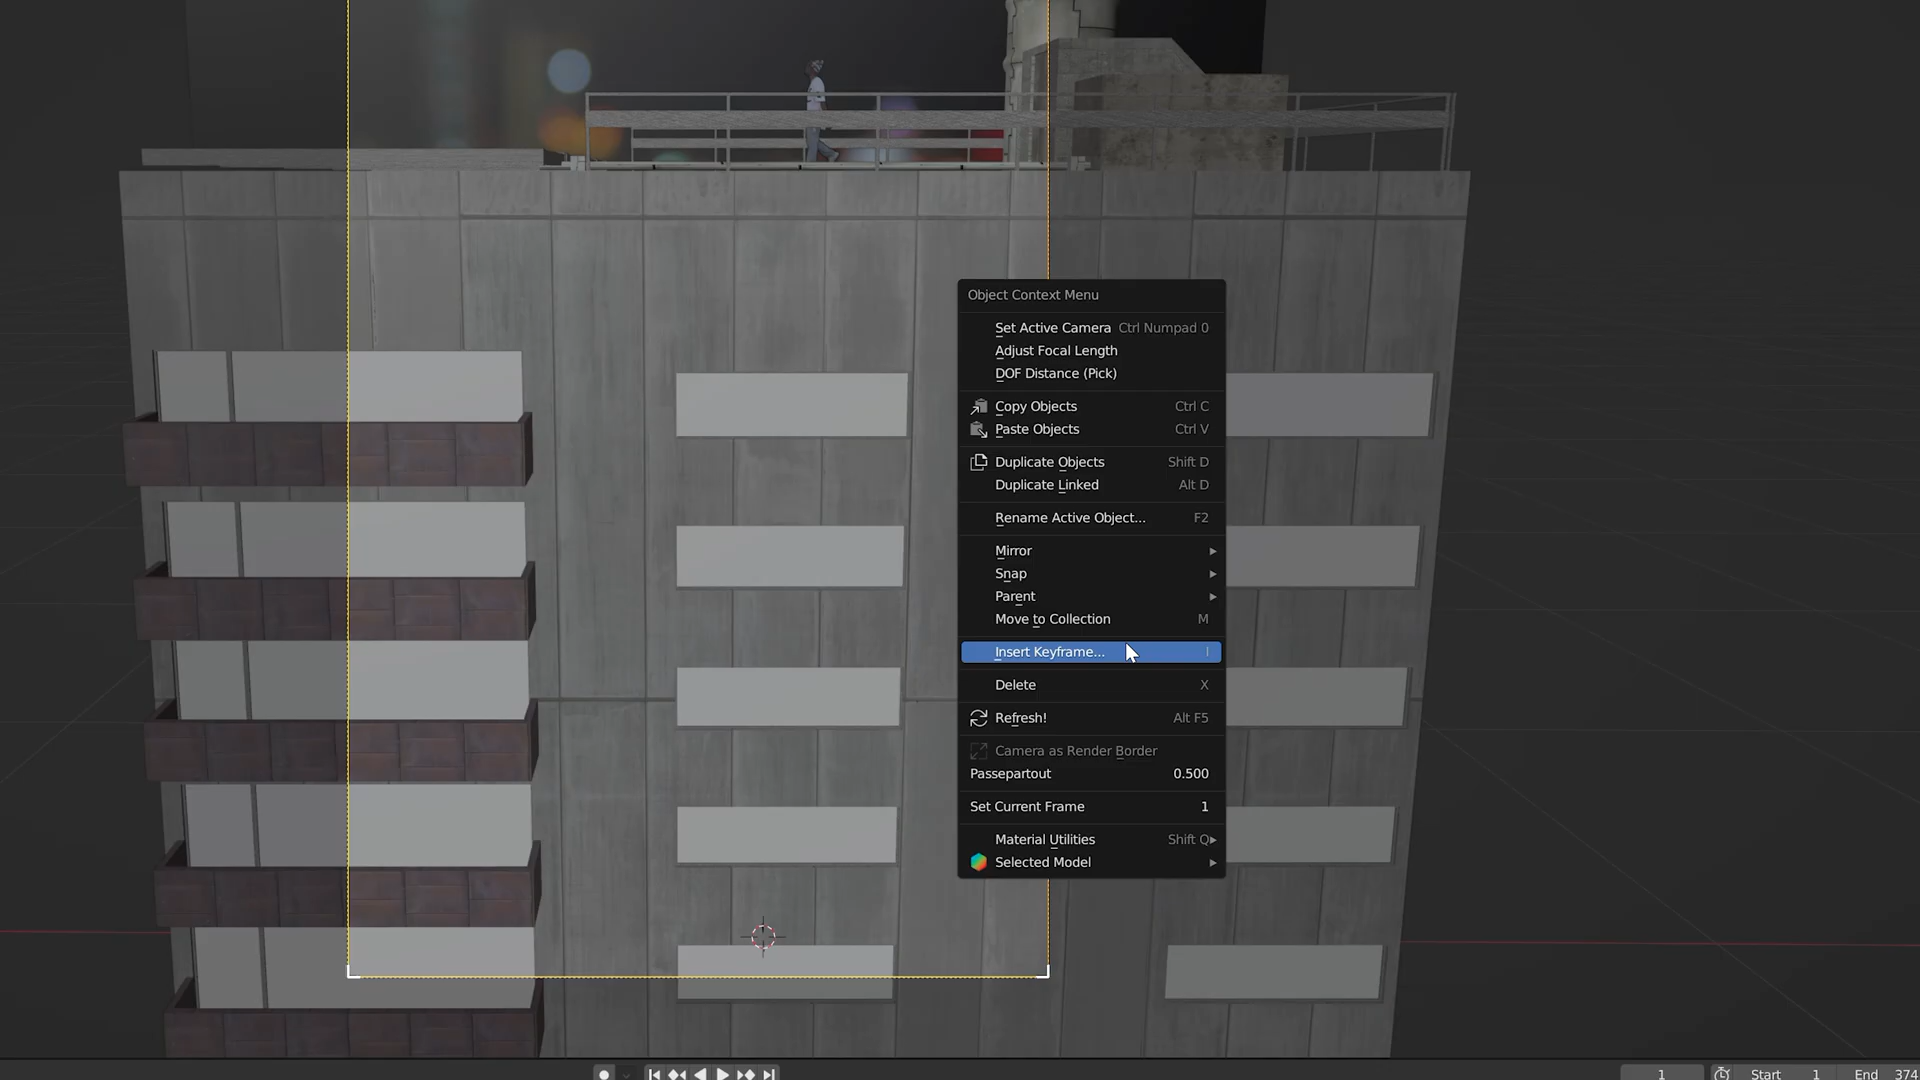 Object Context Menu
Set Active Camera Ctrl Numpad 0
Adjust Focal Length
DOF Distance (Pick)
Copy Objects Ctrl C
Paste Objects Ctrl V
Duplicate Objects Shift D
Duplicate Linked Alt D
Rename Active Object... F2
Mirror
Snap
Parent
Move to Collection M
Insert Keyframe... I
Delete X
Refresh! Alt F5
Camera as Render Border
Passepartout 0.500
Set Current Frame 1
Material Utilities Shift Q
Selected Model
1 Start 1 End 374